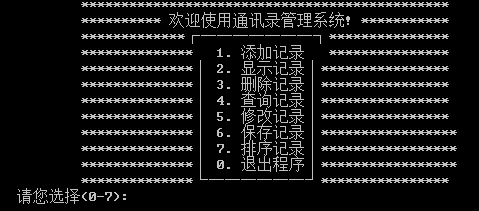 **********************************************
********** 欢迎使用通讯录管理系统! ***********
**************┌──────────────┐**************
************** 1. 添加记录 ****************
**************│ 2. 显示记录 │****************
**************│ 3. 删除记录 │****************
**************│ 4. 查询记录 │****************
**************│ 5. 修改记录 │****************
**************│ 6. 保存记录 │*****************
**************│ 7. 排序记录 │*****************
**************│ 0. 退出程序 │*****************
**************└──────────────┘****************
请您选择(0-7):